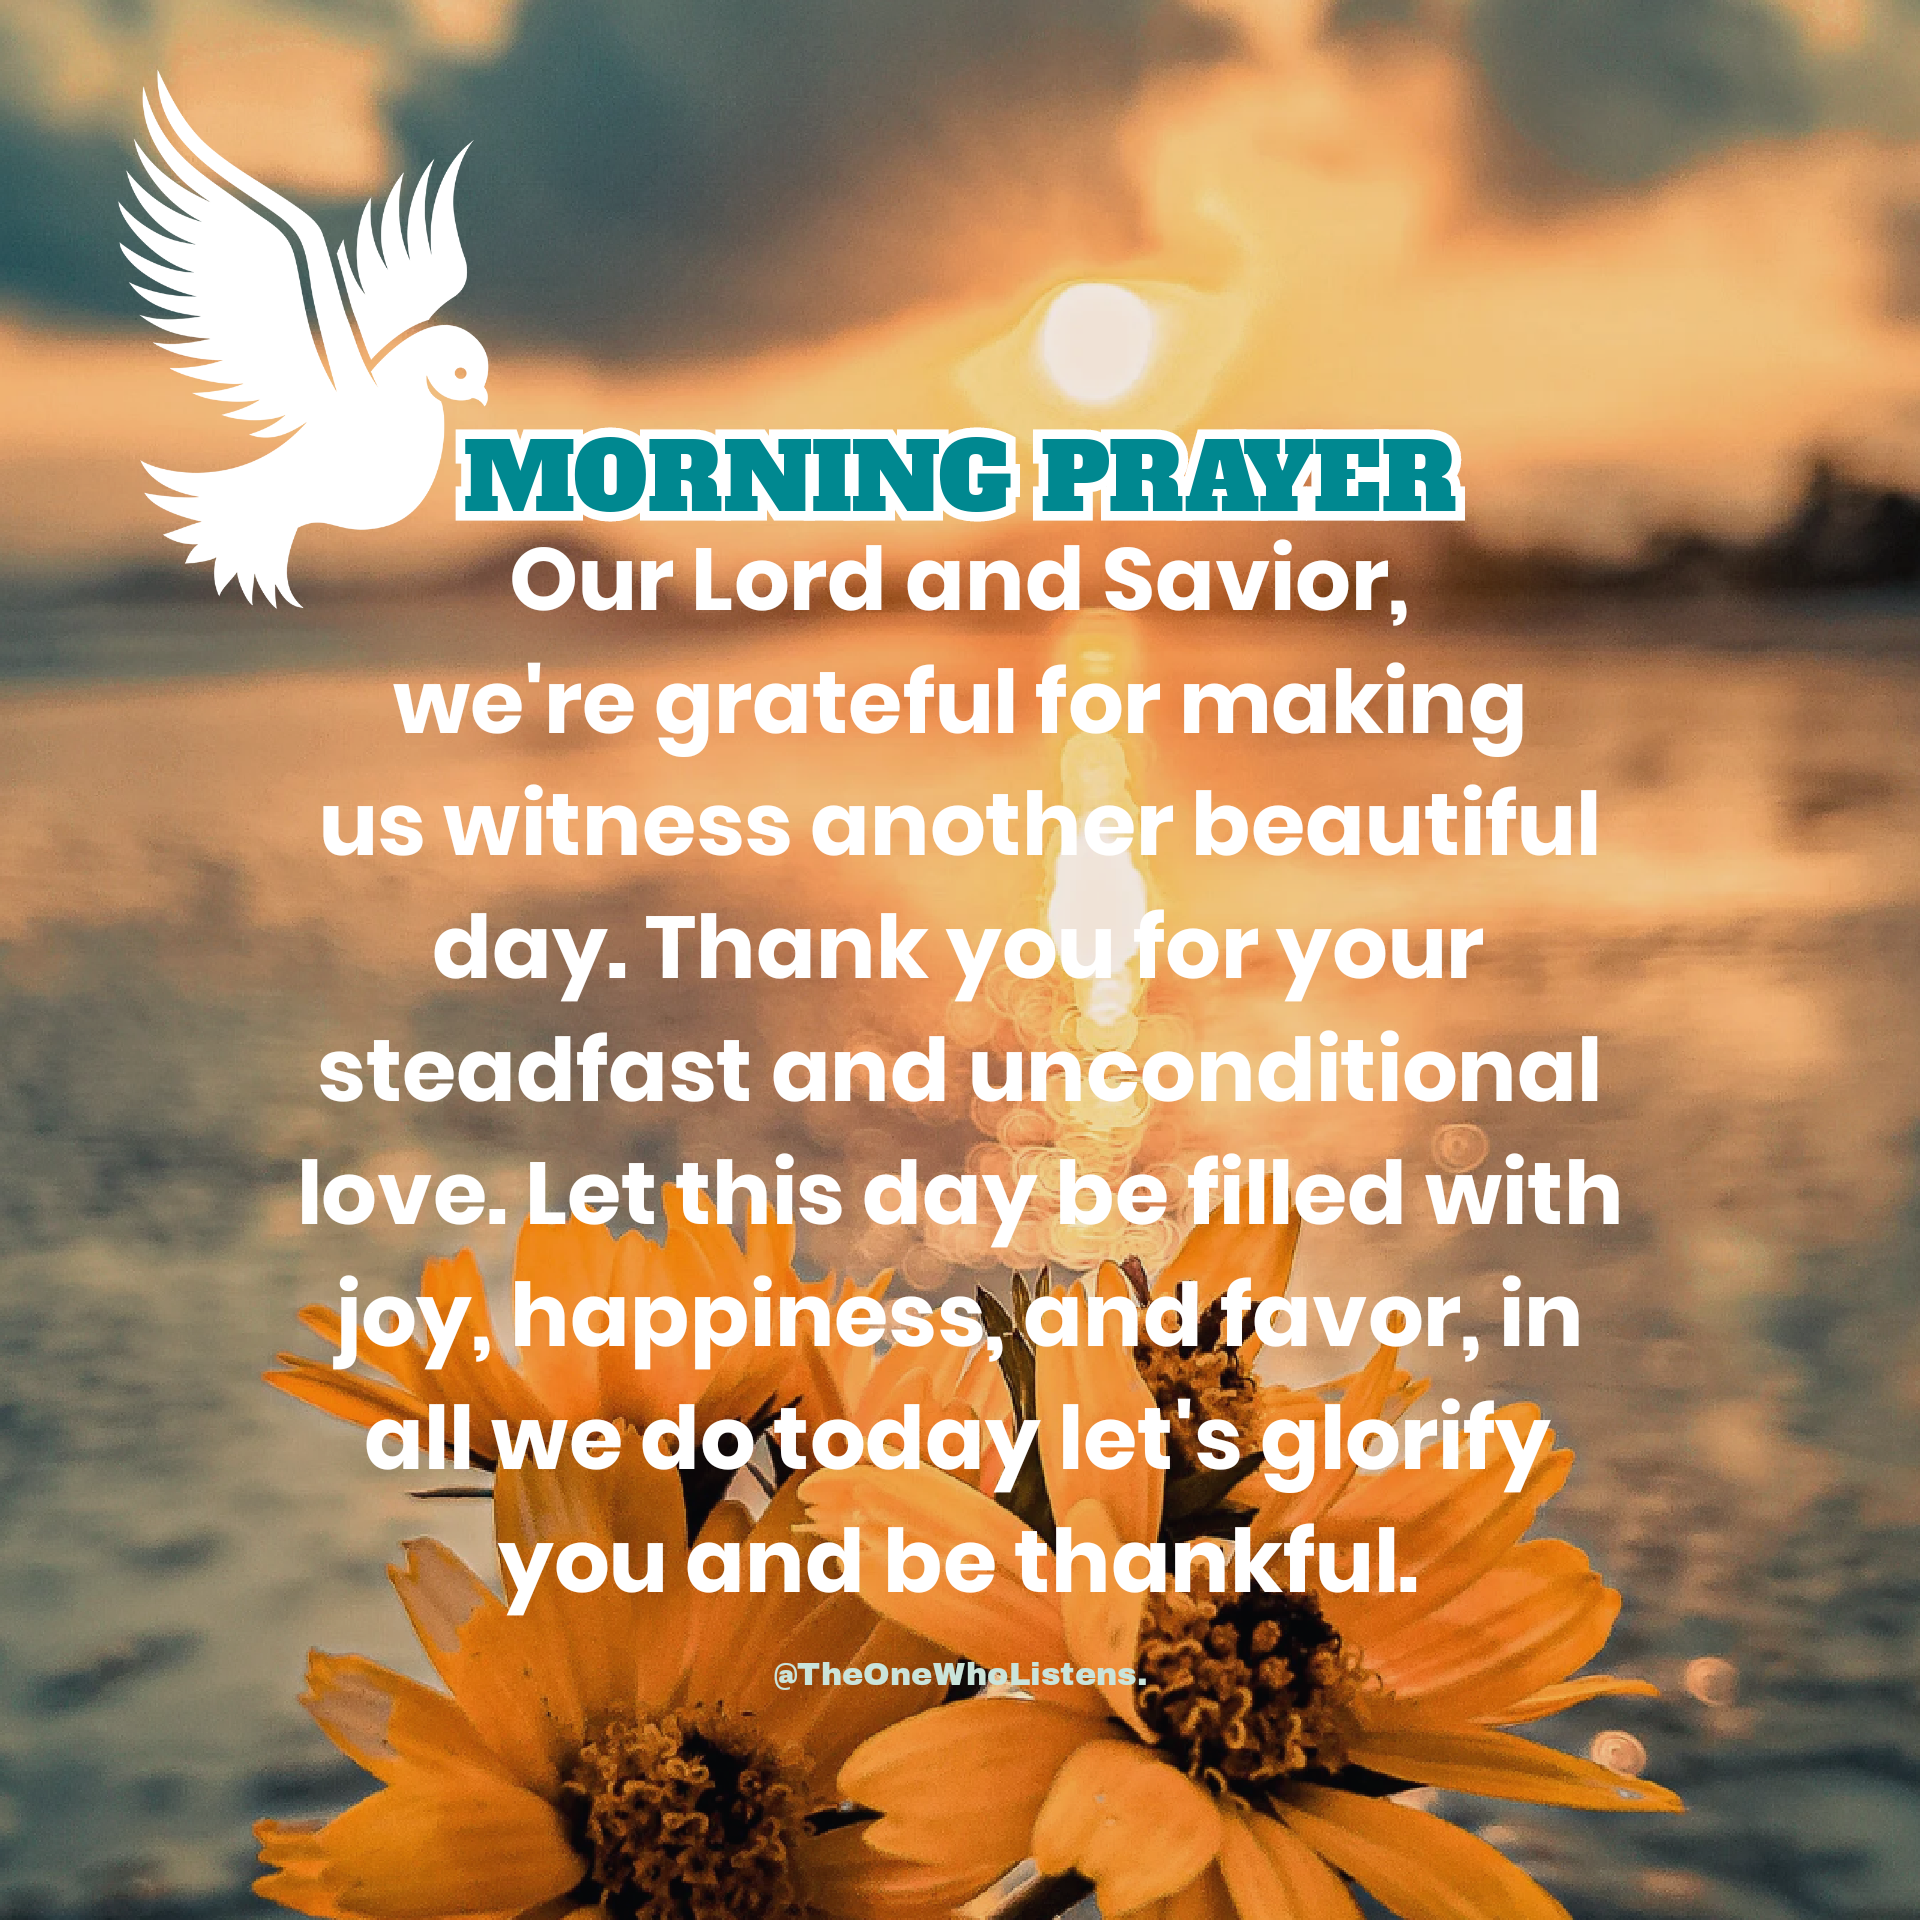 MORNING PRAYER
Our Lord and Savior,
we're grateful for making
us witness another beautiful
day. Thank you for your
steadfast and unconditional
love. Let this day be filled with
joy, happiness, and favor, in
all we do today let's glorify
you and be thankful.
@TheOneWhoListens.